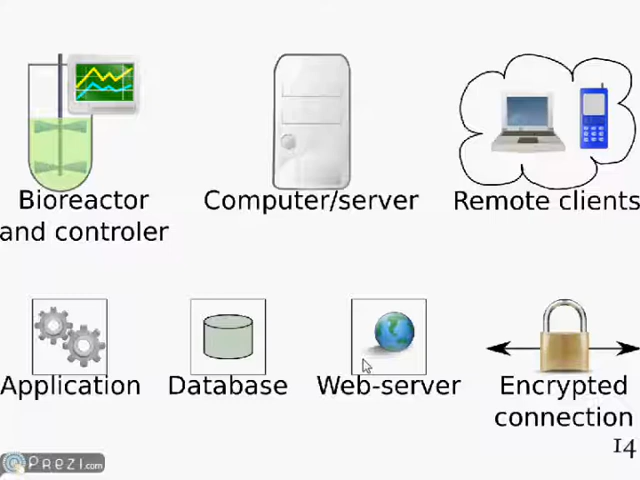 Bioreactor
and controler
Computer/server
Remote clients
Application
Database
Web-server
Encrypted
connection
14
PREZI.com